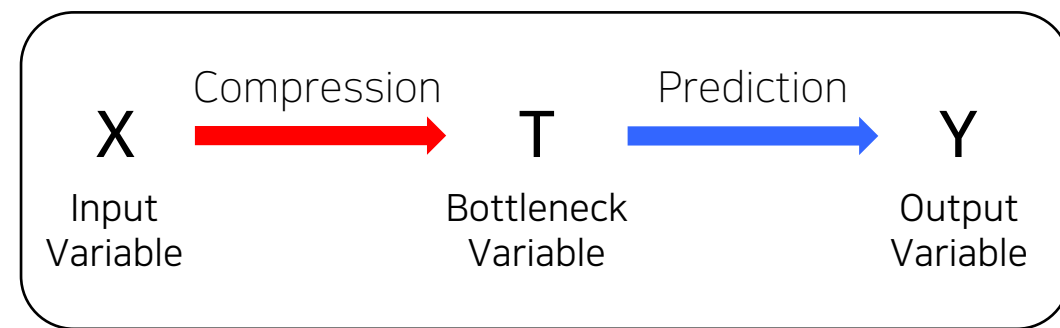 Compression
Prediction
X
T
Y
Input
Variable
Bottleneck
Variable
Output
Variable